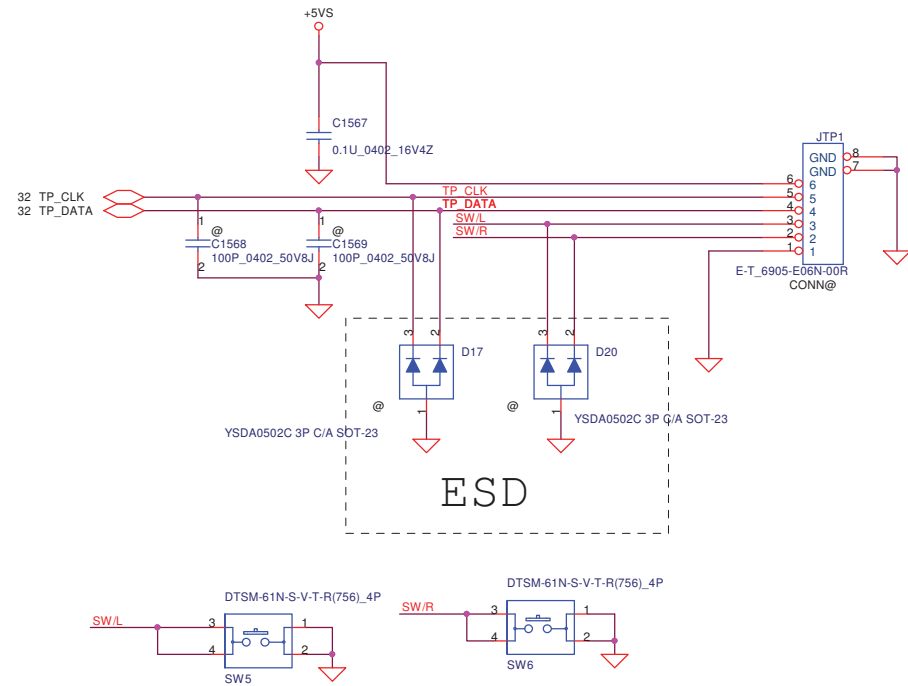 +5VS
C1567
0.1U_0402_16V4Z
JTP1
GND 8
GND 7
6 6
5 5
4 4
3 3
2 2
1 1
32 TP_CLK
32 TP_DATA
TP_CLK
TP_DATA
SW/L
SW/R
E-T_6905-E06N-00R
CONN@
1
@
C1568
100P_0402_50V8J
2
1
@
C1569
100P_0402_50V8J
2
3 2
D17
@
1
YSDA0502C 3P C/A SOT-23
3 2
D20
@
1
YSDA0502C 3P C/A SOT-23
ESD
DTSM-61N-S-V-T-R(756)_4P
SW/L
3 1
4 2
SW5
DTSM-61N-S-V-T-R(756)_4P
SW/R
3 1
4 2
SW6